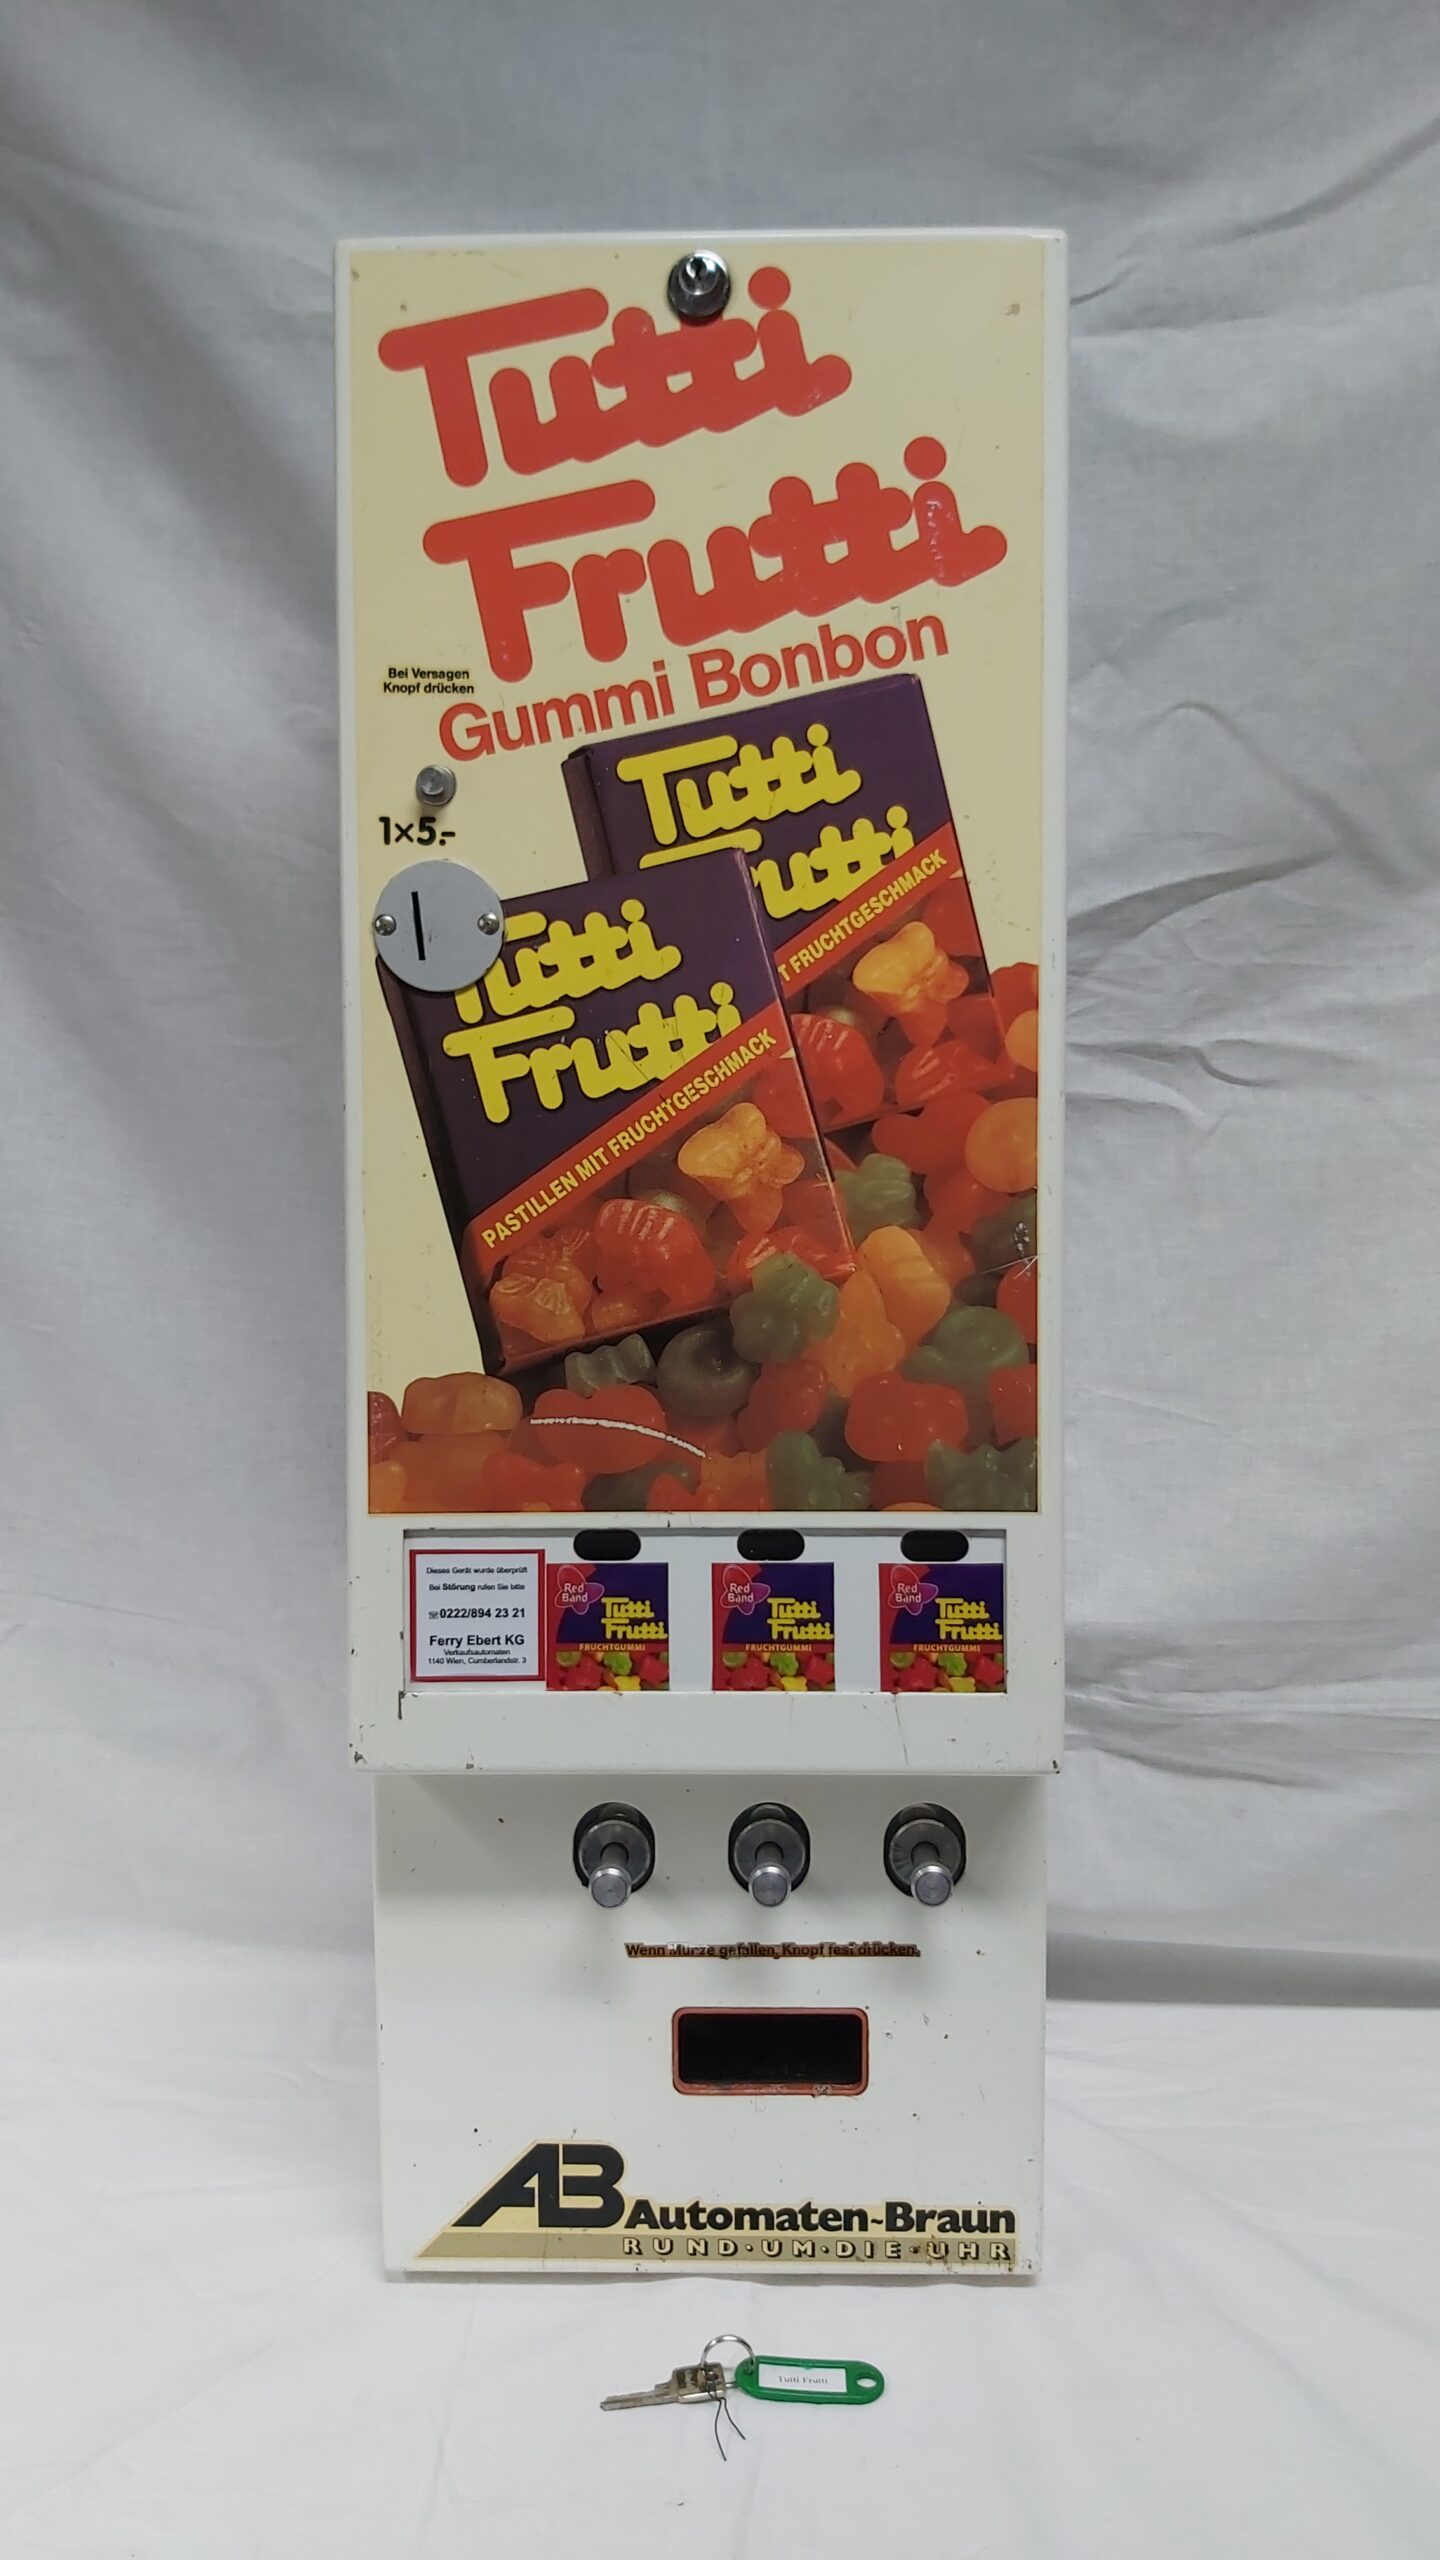 Tutti
Frutti
Gummi Bonbon
Bei Versagen
Knopf drücken
1×5.-
Tutti
Frutti
T FRUCHTGESCHMACK
Tutti
Frutti
PASTILLEN MIT FRUCHTGESCHMACK
Dieses Gerät wurde überprüft
Bei Störung rufen Sie bitte
☏0222/894 23 21
Ferry Ebert KG
Verkaufsautomaten
1140 Wien, Cumberlandstr. 3
Red
Band
Tutti
Frutti
FRUCHTGUMMI
Red
Band
Tutti
Frutti
FRUCHTGUMMI
Red
Band
Tutti
Frutti
FRUCHTGUMMI
Wenn Münze gefallen, Knopf fest drücken.
AB
Automaten~Braun
RUND·UM·DIE·UHR
Tutti Frutti